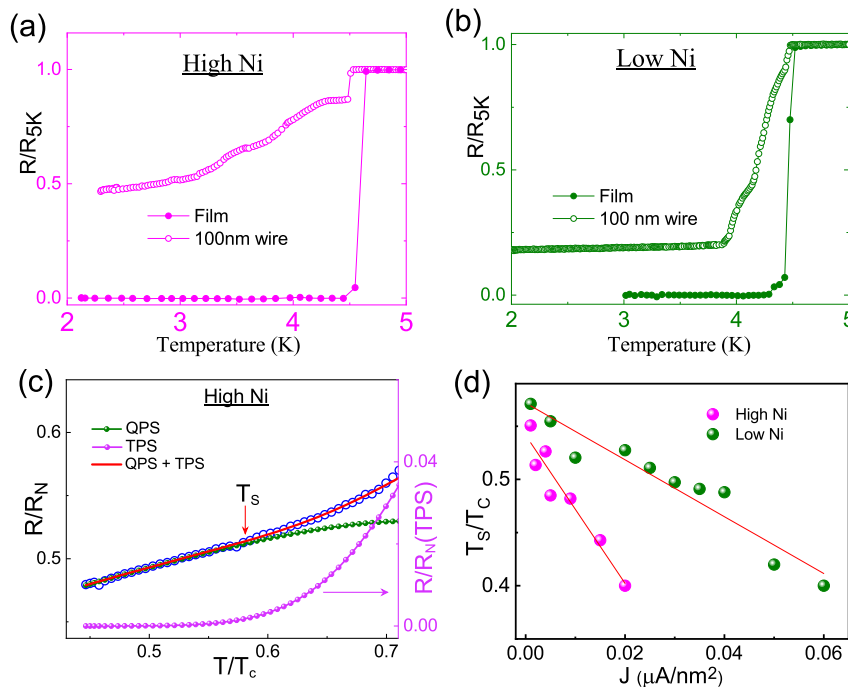 (a)
High Ni
R/R5K
1.0
0.5
0.0
Film
100nm wire
2 3 4 5
Temperature (K)
(b)
Low Ni
R/R5K
1.0
0.5
0.0
Film
100 nm wire
2 3 4 5
Temperature (K)
(c)
High Ni
QPS
TPS
QPS + TPS
TS
R/RN
0.6
0.5
0.04
0.00
R/RN(TPS)
0.5 0.6 0.7
T/Tc
(d)
High Ni
Low Ni
TS/TC
0.5
0.4
0.00 0.02 0.04 0.06
J (μA/nm²)